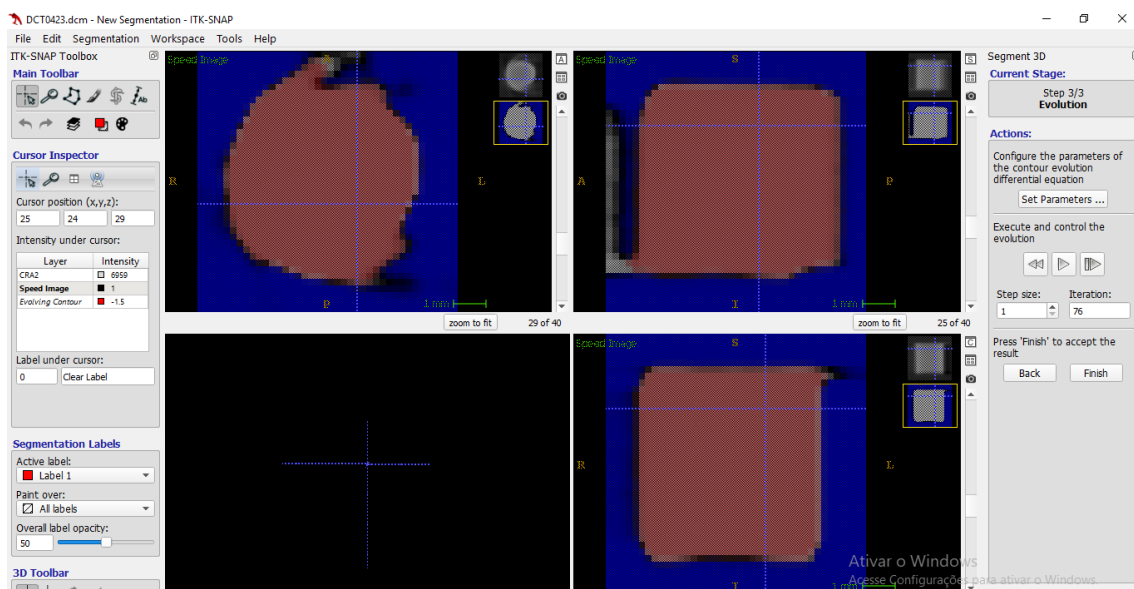 DCT0423.dcm - New Segmentation - ITK-SNAP
File Edit Segmentation Workspace Tools Help
ITK-SNAP Toolbox
Main Toolbar
Cursor Inspector
Cursor position (x,y,z):
25 24 29
Intensity under cursor:
Layer Intensity
CRA2 6959
Speed Image 1
Evolving Contour -1.5
Label under cursor:
0 Clear Label
Segmentation Labels
Active label:
Label 1
Paint over:
All labels
Overall label opacity:
50
3D Toolbar
Speed Image
R
L
P
1 mm
A
zoom to fit 29 of 40
Speed Image
S
A
P
I
1 mm
S
zoom to fit 25 of 40
Speed Image
S
R
L
I
1 mm
C
Segment 3D
Current Stage:
Step 3/3
Evolution
Actions:
Configure the parameters of
the contour evolution
differential equation
Set Parameters ...
Execute and control the
evolution
Step size: Iteration:
1 76
Press 'Finish' to accept the
result
Back Finish
Ativar o Windows
Acesse Configurações para ativar o Windows.